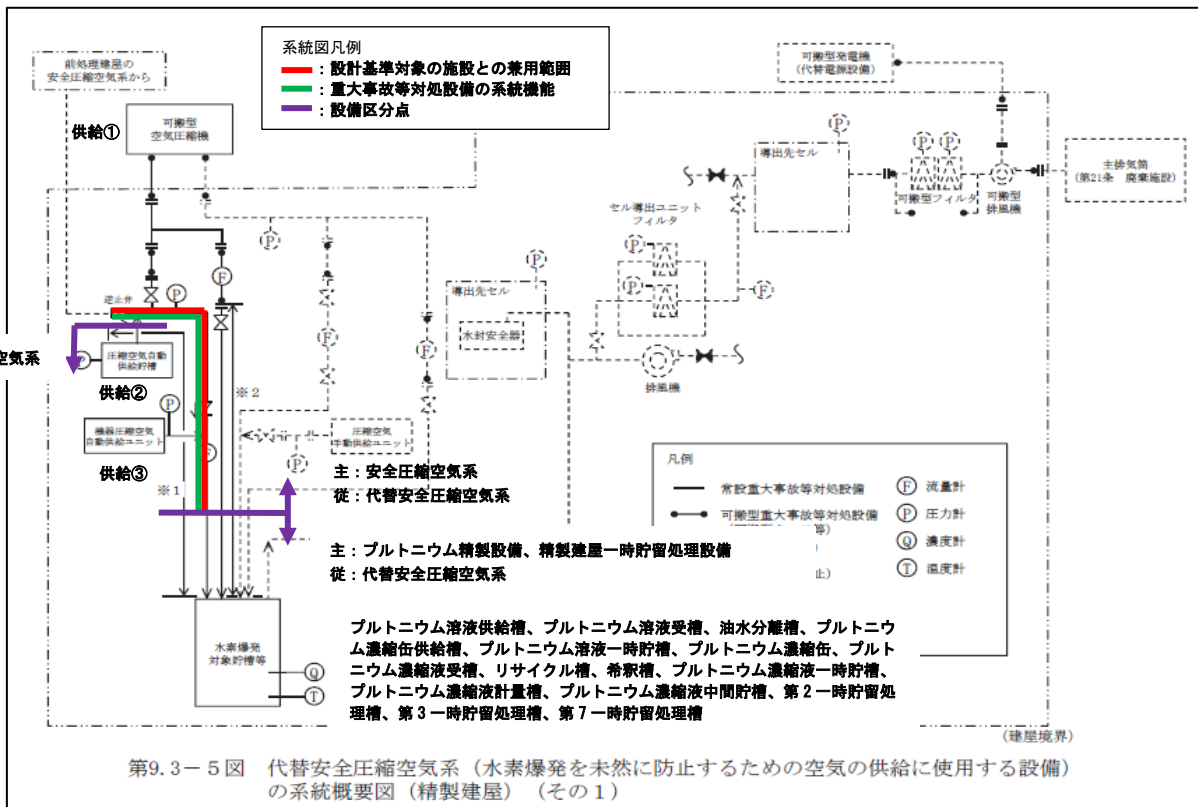 前処理建屋の
安全圧縮空気系から
系統図凡例
：設計基準対象の施設との兼用範囲
：重大事故等対処設備の系統機能
：設備区分点
可搬型発電機
(代替電源設備)
供給①
可搬型
空気圧縮機
P
導出先セル
P
P
可搬型フィルタ
可搬型
排風機
主排気筒
(第21条 廃棄施設)
セル導出ユニット
フィルタ
P
P
P
F
P
導出先セル
水封安全器
F
逆止弁
P
空気系
P
圧縮空気自動
供給貯槽
供給②
※2
F
F
排風機
P
機器圧縮空気
自動供給ユニット
F
供給③
圧縮空気
手動供給ユニット
P
※1
主：安全圧縮空気系
従：代替安全圧縮空気系
主：プルトニウム精製設備、精製建屋一時貯留処理設備
従：代替安全圧縮空気系
凡例
常設重大事故等対処設備
可搬型重大事故等対処設備
等)
)
止)
F 流量計
P 圧力計
Q 濃度計
T 温度計
水素爆発
対象貯槽等
Q
T
プルトニウム溶液供給槽、プルトニウム溶液受槽、油水分離槽、プルトニウ
ム濃縮缶供給槽、プルトニウム溶液一時貯槽、プルトニウム濃縮缶、プルト
ニウム濃縮液受槽、リサイクル槽、希釈槽、プルトニウム濃縮液一時貯槽、
プルトニウム濃縮液計量槽、プルトニウム濃縮液中間貯槽、第2一時貯留処
理槽、第3一時貯留処理槽、第7一時貯留処理槽
(建屋境界)
第9.3－5図 代替安全圧縮空気系（水素爆発を未然に防止するための空気の供給に使用する設備）
の系統概要図（精製建屋）（その1）